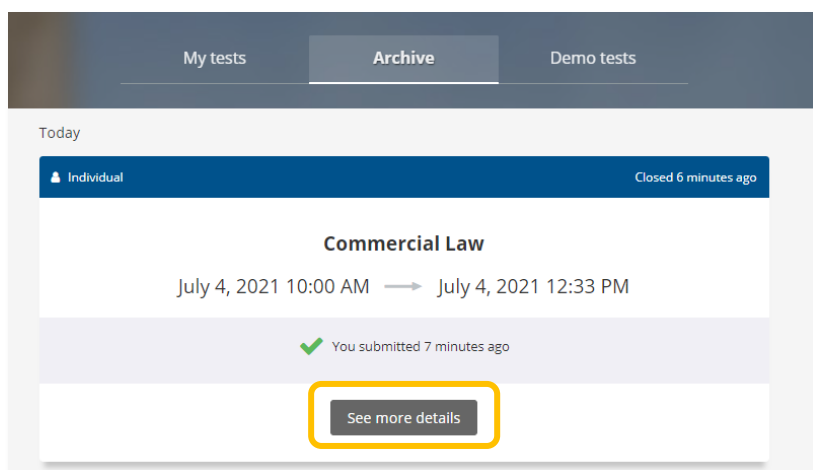 My tests Archive Demo tests
Today
Individual Closed 6 minutes ago
Commercial Law
July 4, 2021 10:00 AM July 4, 2021 12:33 PM
You submitted 7 minutes ago
See more details